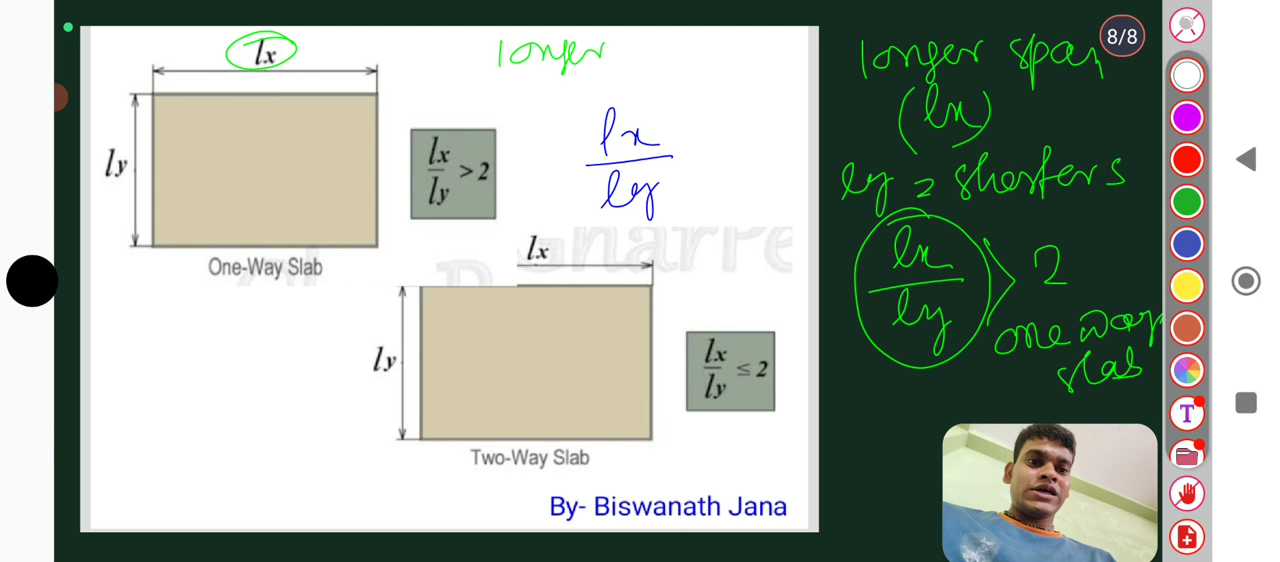 8/8
lx
longer
longer span
(lx)
lx
ly
ly
lx
ly
> 2
ly = shorters
One-Way Slab
lx
lx
ly
> 2
one way
slab
ly
lx
ly
≤ 2
Two-Way Slab
By- Biswanath Jana
T